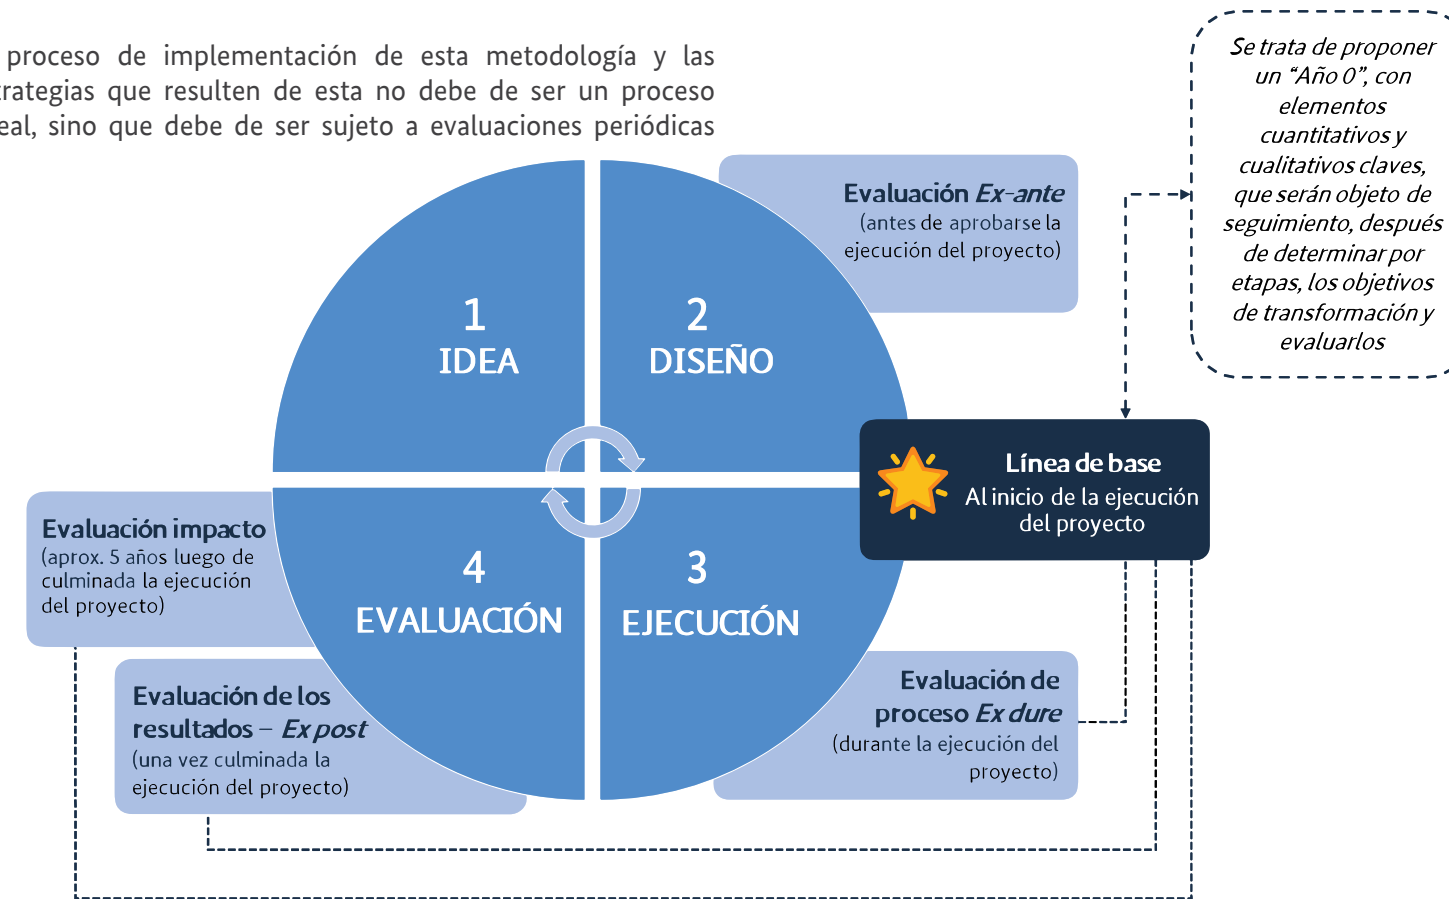 proceso de implementación de esta metodología y las
trategias que resulten de esta no debe de ser un proceso
eal, sino que debe de ser sujeto a evaluaciones periódicas
Se trata de proponer
un “Año 0”, con
elementos
cuantitativos y
cualitativos claves,
que serán objeto de
seguimiento, después
de determinar por
etapas, los objetivos
de transformación y
evaluarlos
Evaluación Ex-ante
(antes de aprobarse la
ejecución del proyecto)
1
IDEA
2
DISEÑO
Línea de base
Al inicio de la ejecución
del proyecto
Evaluación impacto
(aprox. 5 años luego de
culminada la ejecución
del proyecto)
4
EVALUACIÓN
3
EJECUCIÓN
Evaluación de los
resultados – Ex post
(una vez culminada la
ejecución del proyecto)
Evaluación de
proceso Ex dure
(durante la ejecución del
proyecto)